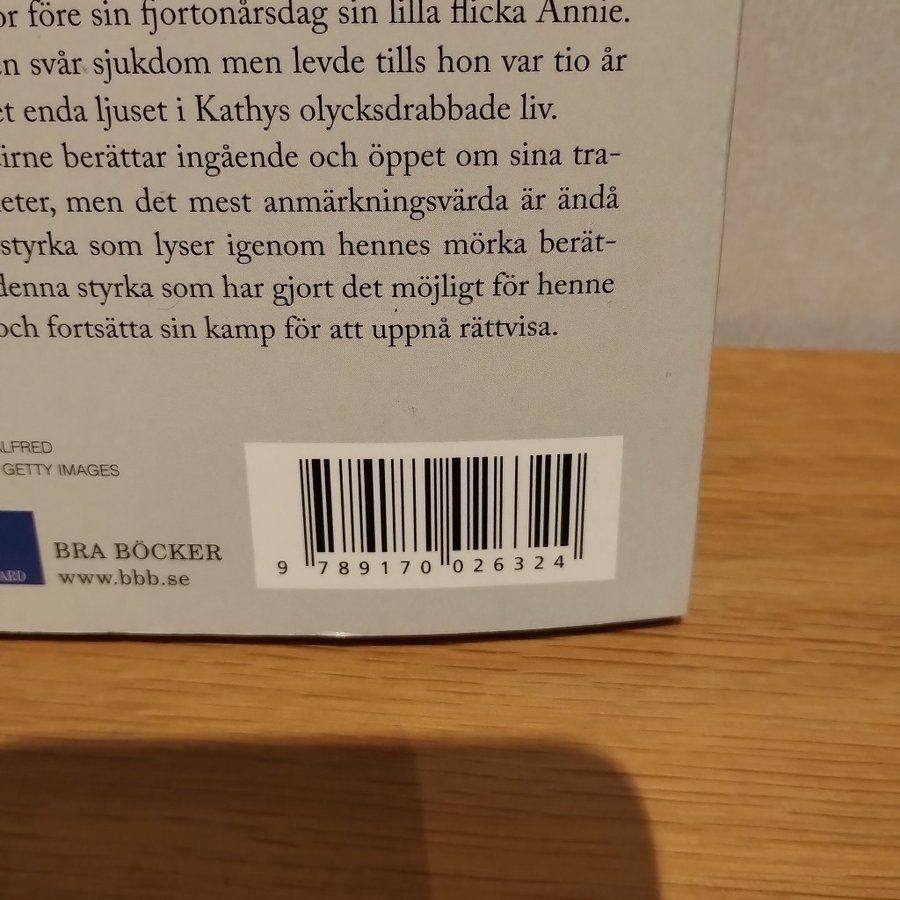 före sin fjortonårsdag sin lilla flicka Annie.
svår sjukdom men levde tills hon var tio år
enda ljuset i Kathys olycksdrabbade liv.
berättar ingående och öppet om sina tra-
men det mest anmärkningsvärda är ändå
styrka som lyser igenom hennes mörka berät-
denna styrka som har gjort det möjligt för henne
och fortsätta sin kamp för att uppnå rättvisa.
GETTY IMAGES
BRA BÖCKER
www.bbb.se
9 789170 026324